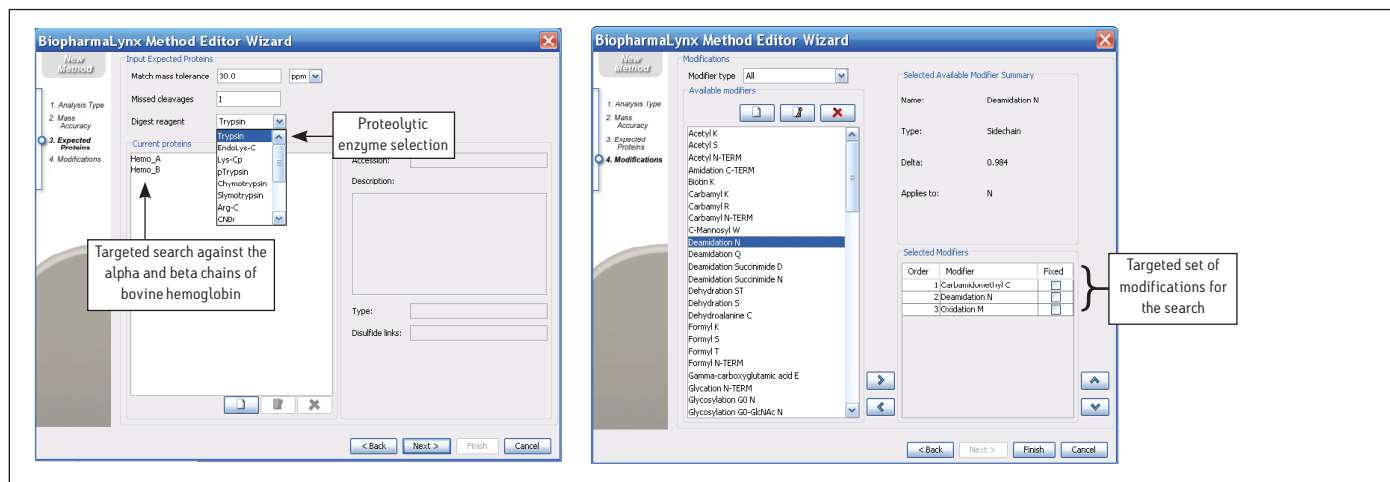 BiopharmaLynx Method Editor Wizard
New Method
1. Analysis Type
2. Mass Accuracy
3. Expected Proteins
4. Modifications
Input Expected Proteins
Match mass tolerance 30.0 ppm
Missed cleavages 1
Digest reagent Trypsin
Trypsin
EndoLys-C
Lys-Cp
pTrypsin
Chymotrypsin
Slymotrypsin
Arg-C
CNBr
Proteolytic enzyme selection
Current proteins
Hemo_A
Hemo_B
Targeted search against the alpha and beta chains of bovine hemoglobin
Accession:
Description:
Type:
Disulfide links:
< Back Next > Finish Cancel
BiopharmaLynx Method Editor Wizard
New Method
1. Analysis Type
2. Mass Accuracy
3. Expected Proteins
4. Modifications
Modifications
Modifier type All
Available modifiers
Acetyl K
Acetyl S
Acetyl N-TERM
Amidation C-TERM
Biotin K
Carbamyl K
Carbamyl R
Carbamyl N-TERM
C-Mannosyl W
Deamidation N
Deamidation Q
Deamidation Succinimide D
Deamidation Succinimide N
Dehydration ST
Dehydration S
Dehydroalanine C
Formyl K
Formyl S
Formyl T
Formyl N-TERM
Gamma-carboxyglutamic acid E
Glycation N-TERM
Glycosylation G0 N
Glycosylation G0-GlcNAc N
Selected Available Modifier Summary
Name: Deamidation N
Type: Sidechain
Delta: 0.984
Applies to: N
Selected Modifiers
Order Modifier Fixed
1 Carbamidomethyl C
2 Deamidation N
3 Oxidation M
Targeted set of modifications for the search
< Back Next > Finish Cancel